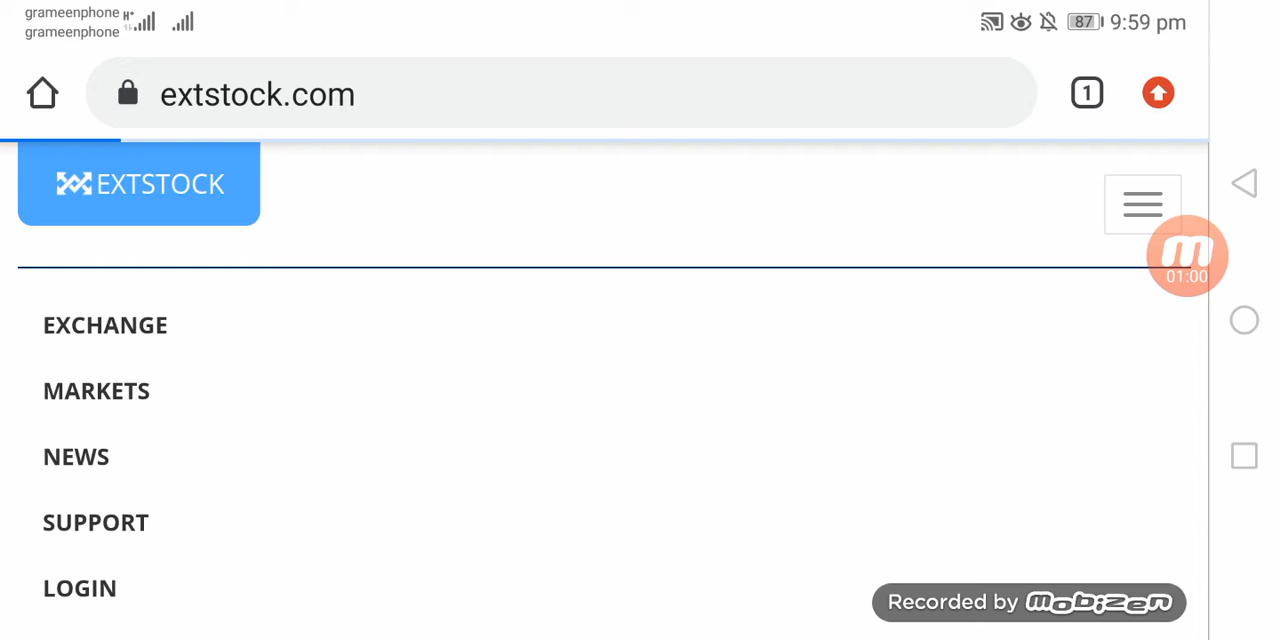 grameenphone H+
grameenphone
87 9:59 pm
extstock.com
1
EXTSTOCK
m
01:00
EXCHANGE
MARKETS
NEWS
SUPPORT
LOGIN
Recorded by mobizen